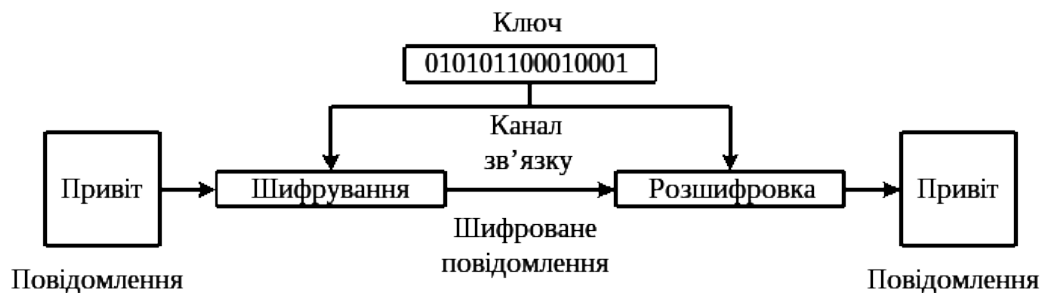 Ключ
010101100010001
Канал
зв’язку
Привіт
Шифрування
Розшифровка
Привіт
Шифроване
повідомлення
Повідомлення
Повідомлення